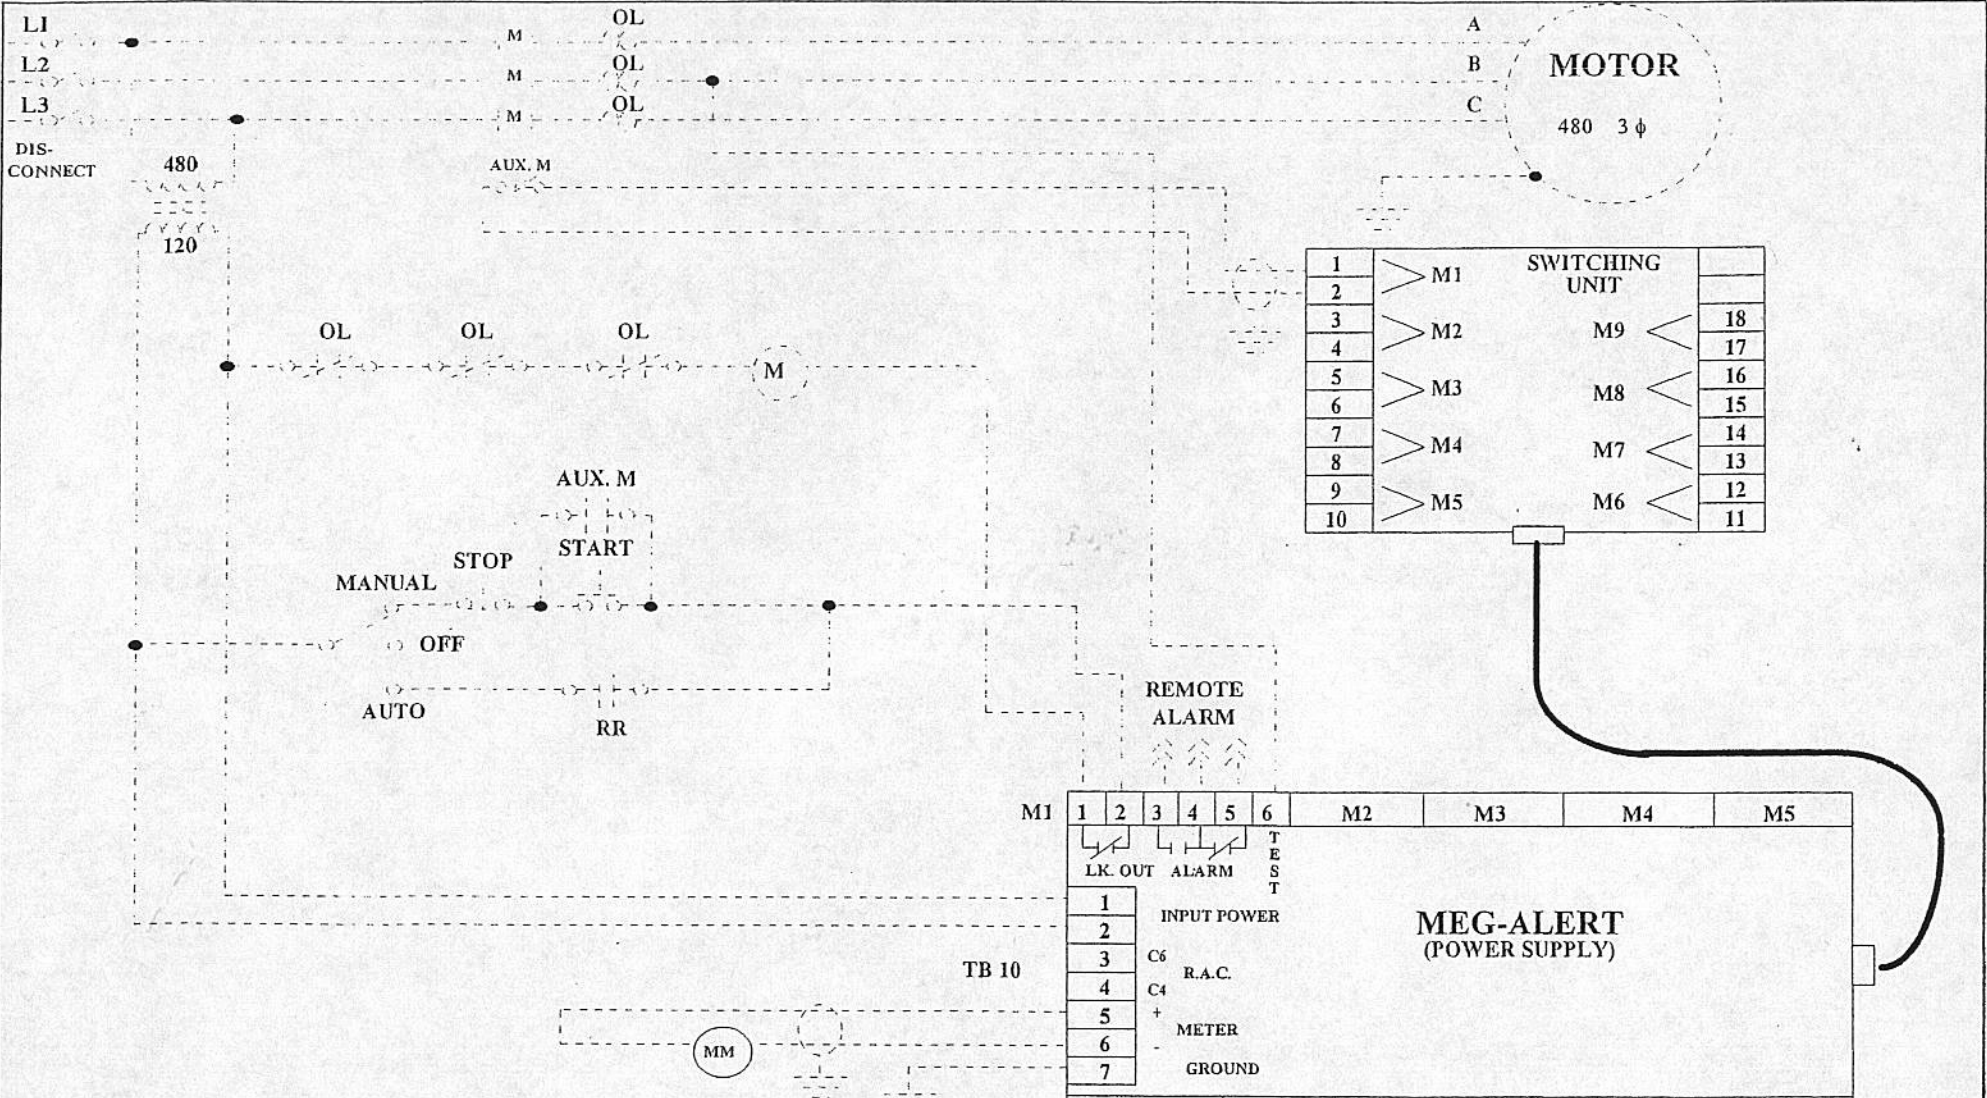 L1
M
OL
A
L2
M
OL
B
MOTOR
L3
M
OL
C
480 3 ϕ
DIS-
CONNECT
480
AUX. M
120
SWITCHING
UNIT
1
2
3
4
5
6
7
8
9
10
M1
M2
M3
M4
M5
M9
M8
M7
M6
18
17
16
15
14
13
12
11
OL
OL
OL
M
AUX. M
START
STOP
MANUAL
OFF
AUTO
RR
REMOTE
ALARM
M1
1
2
3
4
5
6
M2
M3
M4
M5
LK. OUT
ALARM
TEST
1
2
3
4
5
6
7
INPUT POWER
C6
R.A.C.
C4
+
METER
-
GROUND
TB 10
MM
MEG-ALERT
(POWER SUPPLY)